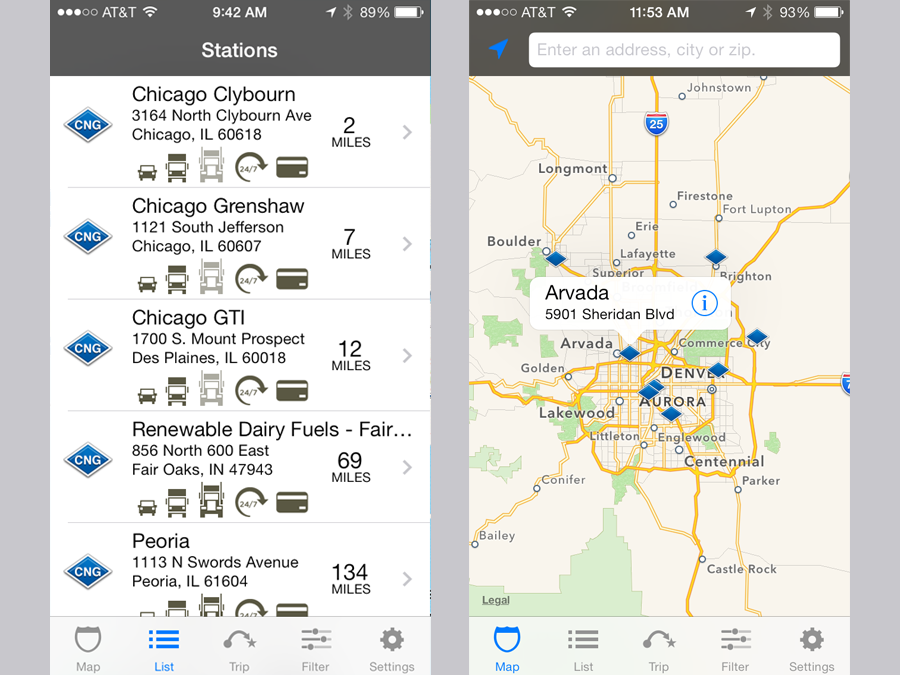 AT&T
9:42 AM
89%
Stations
CNG
Chicago Clybourn
3164 North Clybourn Ave
Chicago, IL 60618
2
MILES
24/7
CNG
Chicago Grenshaw
1121 South Jefferson
Chicago, IL 60607
7
MILES
24/7
CNG
Chicago GTI
1700 S. Mount Prospect
Des Plaines, IL 60018
12
MILES
24/7
CNG
Renewable Dairy Fuels - Fair...
856 North 600 East
Fair Oaks, IN 47943
69
MILES
24/7
CNG
Peoria
1113 N Swords Avenue
Peoria, IL 61604
134
MILES
24/7
Map
List
Trip
Filter
Settings
AT&T
11:53 AM
93%
Enter an address, city or zip.
Johnstown
25
Longmont
Firestone
Fort Lupton
Erie
Boulder
Lafayette
Superior
Brighton
Arvada
5901 Sheridan Blvd
i
Arvada
Commerce City
Golden
DENVER
AURORA
Lakewood
Littleton
Englewood
Centennial
Conifer
Parker
Bailey
Castle Rock
Legal
Map
List
Trip
Filter
Settings